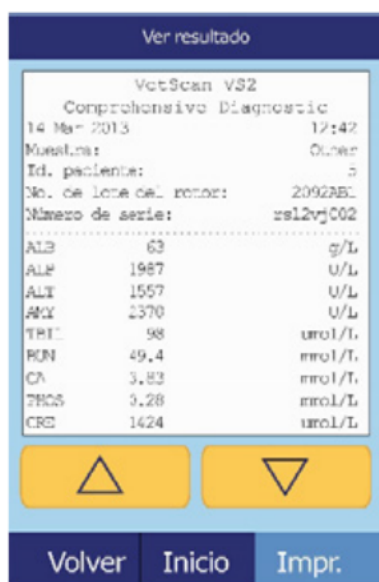 Ver resultado
VetScan VS2
Comprehensive Diagnostic
14 Mar 2013 12:42
Muestra: Other
Id. paciente: 5
No. de lote del rotor: 2092AB1
Número de serie: rsl2vjC02
ALB 63 g/L
ALP 1987 U/L
ALT 1557 U/L
AMY 2370 U/L
TBIL 98 umol/L
BUN 49.4 mmol/L
CA 3.83 mmol/L
PHOS 0.28 mmol/L
CRE 1424 umol/L
Volver Inicio Impr.